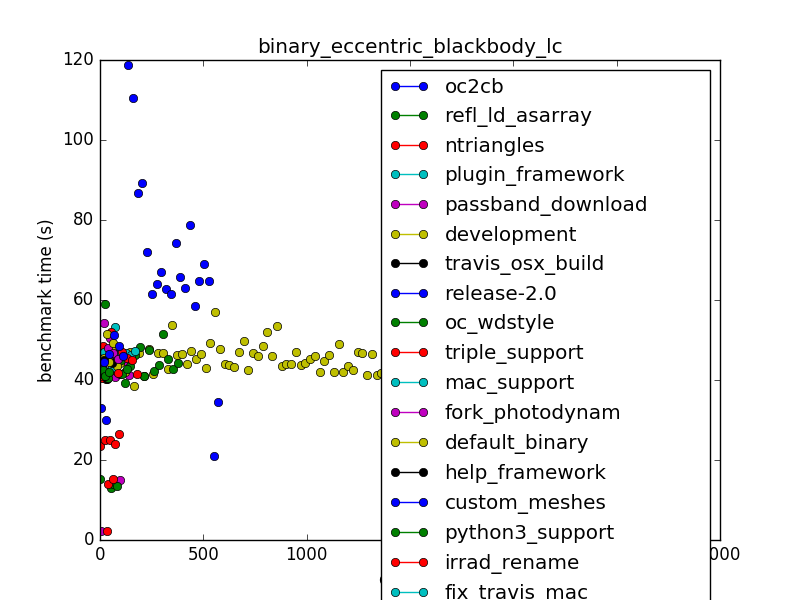 binary_eccentric_blackbody_lc
benchmark time (s)
120
100
80
60
40
20
0
0
500
1000
000
oc2cb
refl_ld_asarray
ntriangles
plugin_framework
passband_download
development
travis_osx_build
release-2.0
oc_wdstyle
triple_support
mac_support
fork_photodynam
default_binary
help_framework
custom_meshes
python3_support
irrad_rename
fix_travis_mac